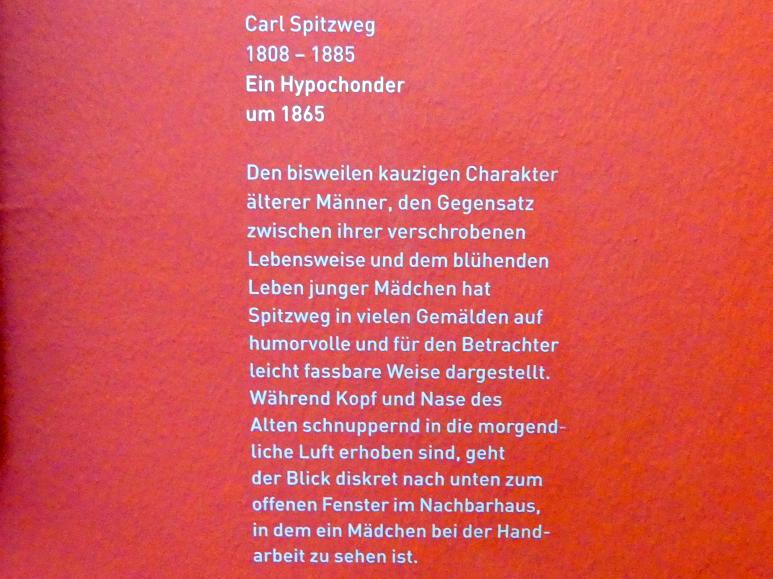 Carl Spitzweg
1808 – 1885
Ein Hypochonder
um 1865
Den bisweilen kauzigen Charakter
älterer Männer, den Gegensatz
zwischen ihrer verschrobenen
Lebensweise und dem blühenden
Leben junger Mädchen hat
Spitzweg in vielen Gemälden auf
humorvolle und für den Betrachter
leicht fassbare Weise dargestellt.
Während Kopf und Nase des
Alten schnuppernd in die morgend-
liche Luft erhoben sind, geht
der Blick diskret nach unten zum
offenen Fenster im Nachbarhaus,
in dem ein Mädchen bei der Hand-
arbeit zu sehen ist.